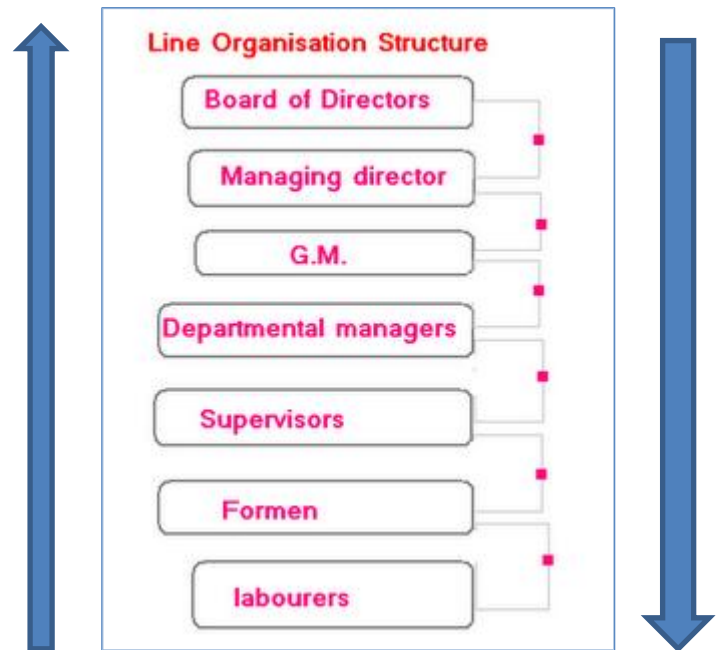 Line Organisation Structure
Board of Directors
Managing director
G.M.
Departmental managers
Supervisors
Formen
labourers